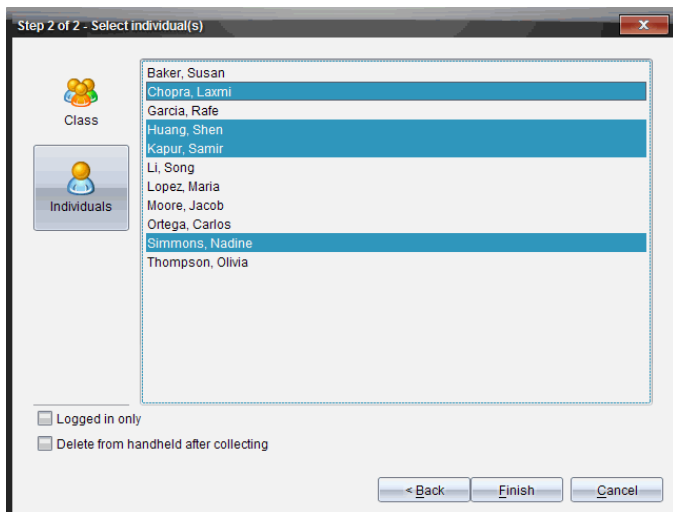 Step 2 of 2 - Select individual(s)
Class
Individuals
Baker, Susan
Chopra, Laxmi
Garcia, Rafe
Huang, Shen
Kapur, Samir
Li, Song
Lopez, Maria
Moore, Jacob
Ortega, Carlos
Simmons, Nadine
Thompson, Olivia
Logged in only
Delete from handheld after collecting
< Back
Finish
Cancel